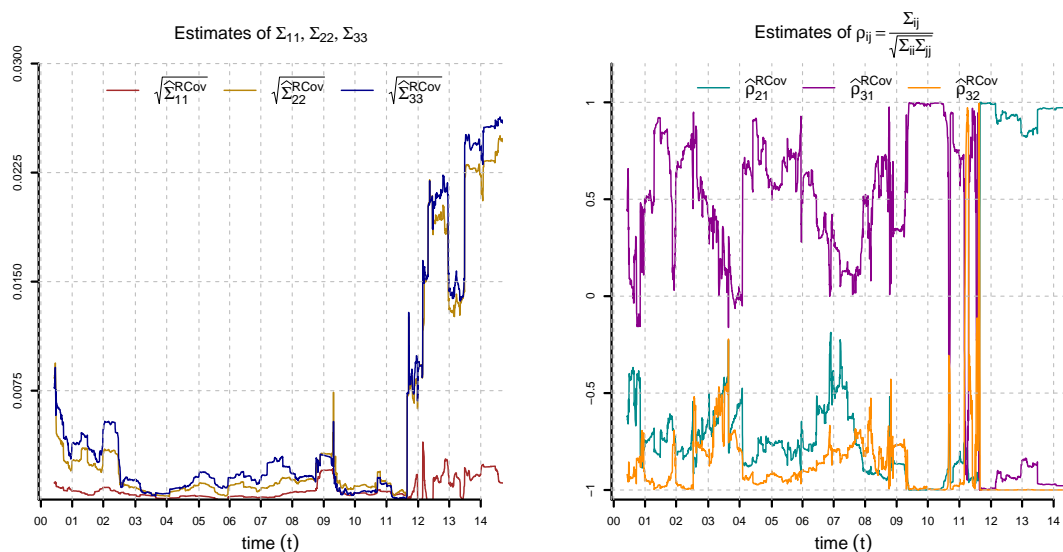 Estimates of Σ₁₁, Σ₂₂, Σ₃₃
√Σ̂₁₁^RCov √Σ̂₂₂^RCov √Σ̂₃₃^RCov
0.0300
0.0225
0.0150
0.0075
00 01 02 03 04 05 06 07 08 09 10 11 12 13 14
time (t)
Estimates of ρᵢⱼ = Σᵢⱼ / √ΣᵢᵢΣⱼⱼ
ρ̂₂₁^RCov ρ̂₃₁^RCov ρ̂₃₂^RCov
1
0.5
0
−0.5
−1
00 01 02 03 04 05 06 07 08 09 10 11 12 13 14
time (t)